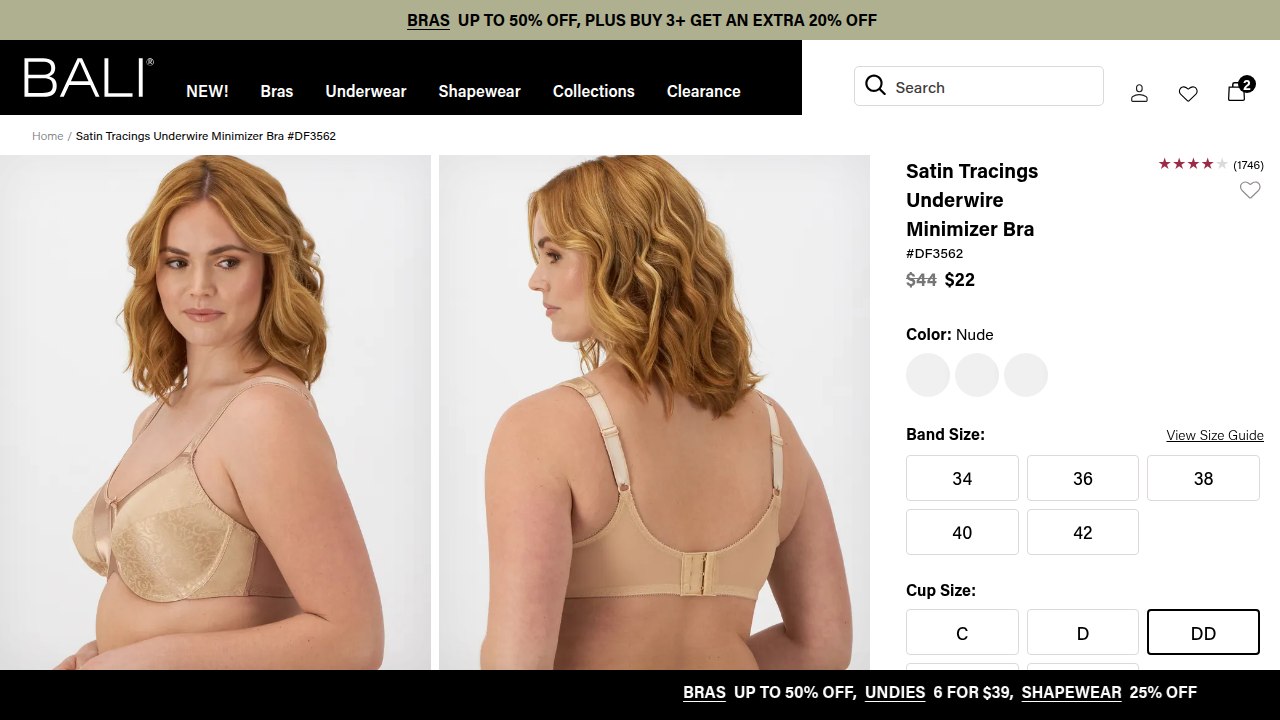 BRAS UP TO 50% OFF, PLUS BUY 3+ GET AN EXTRA 20% OFF
BALI®
NEW! Bras Underwear Shapewear Collections Clearance
Search
2
Home / Satin Tracings Underwire Minimizer Bra #DF3562
Satin Tracings
Underwire
Minimizer Bra
(1746)
#DF3562
$44 $22
Color: Nude
Band Size:
View Size Guide
34 36 38
40 42
Cup Size:
C D DD
BRAS UP TO 50% OFF, UNDIES 6 FOR $39, SHAPEWEAR 25% OFF